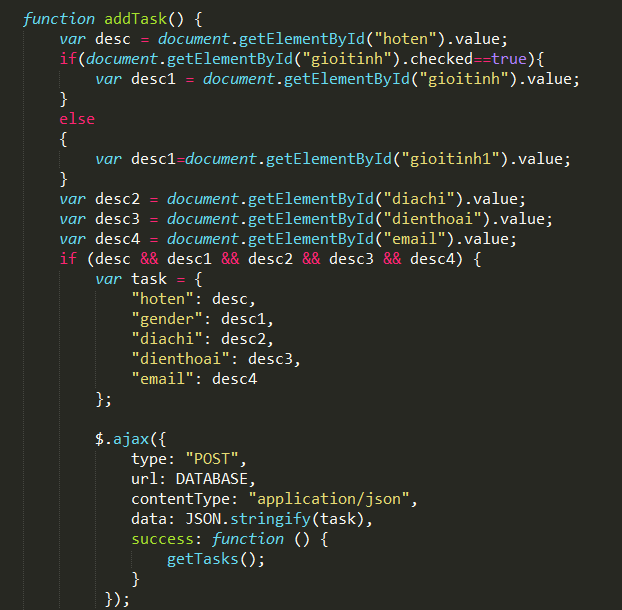 function addTask() {
    var desc = document.getElementById("hoten").value;
    if(document.getElementById("gioitinh").checked==true){
        var desc1 = document.getElementById("gioitinh").value;
    }
    else
    {
        var desc1=document.getElementById("gioitinh1").value;
    }
    var desc2 = document.getElementById("diachi").value;
    var desc3 = document.getElementById("dienthoai").value;
    var desc4 = document.getElementById("email").value;
    if (desc && desc1 && desc2 && desc3 && desc4) {
        var task = {
            "hoten": desc,
            "gender": desc1,
            "diachi": desc2,
            "dienthoai": desc3,
            "email": desc4
        };

        $.ajax({
            type: "POST",
            url: DATABASE,
            contentType: "application/json",
            data: JSON.stringify(task),
            success: function () {
                getTasks();
            }
         });